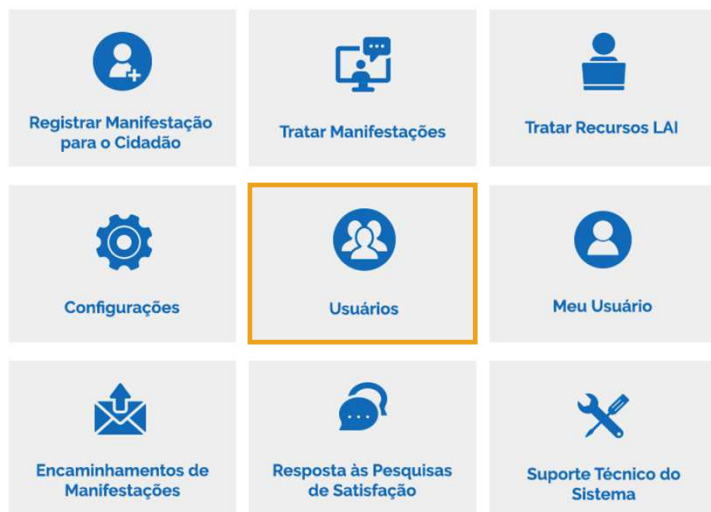 Registrar Manifestação
para o Cidadão
Tratar Manifestações
Tratar Recursos LAI
Configurações
Usuários
Meu Usuário
Encaminhamentos de
Manifestações
Resposta às Pesquisas
de Satisfação
Suporte Técnico do
Sistema